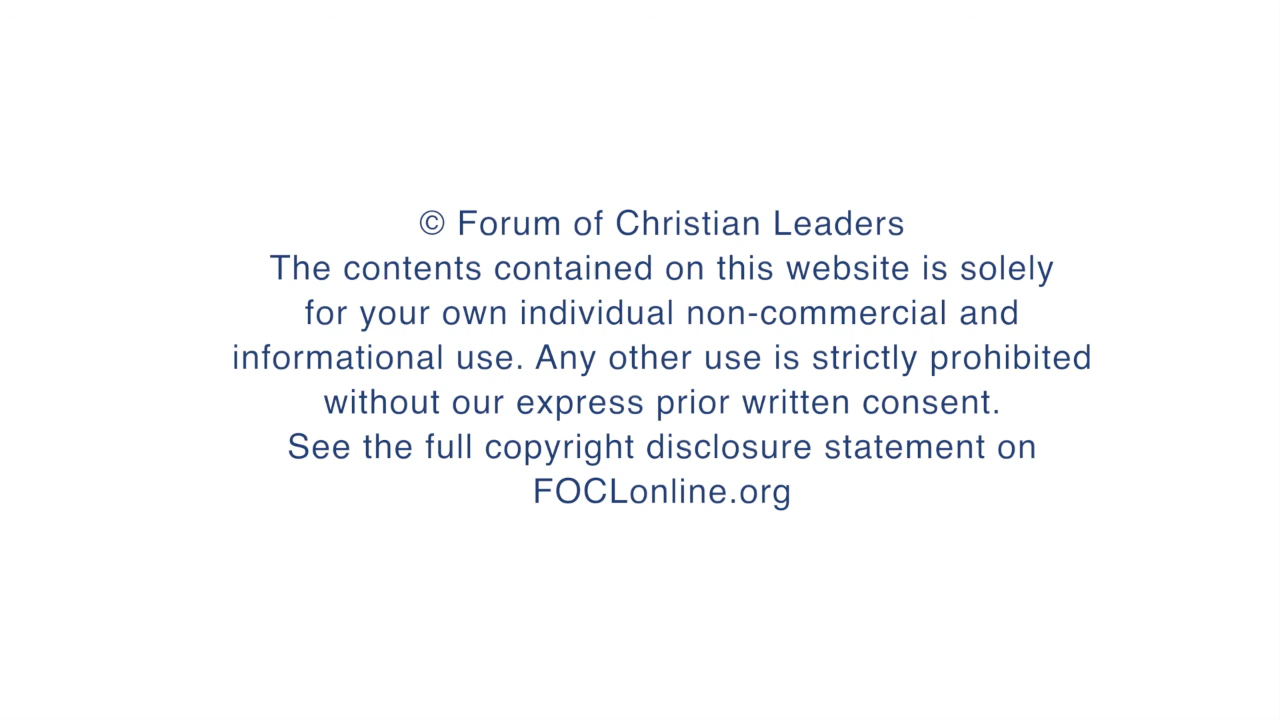 © Forum of Christian Leaders
The contents contained on this website is solely
for your own individual non-commercial and
informational use. Any other use is strictly prohibited
without our express prior written consent.
See the full copyright disclosure statement on
FOCLonline.org